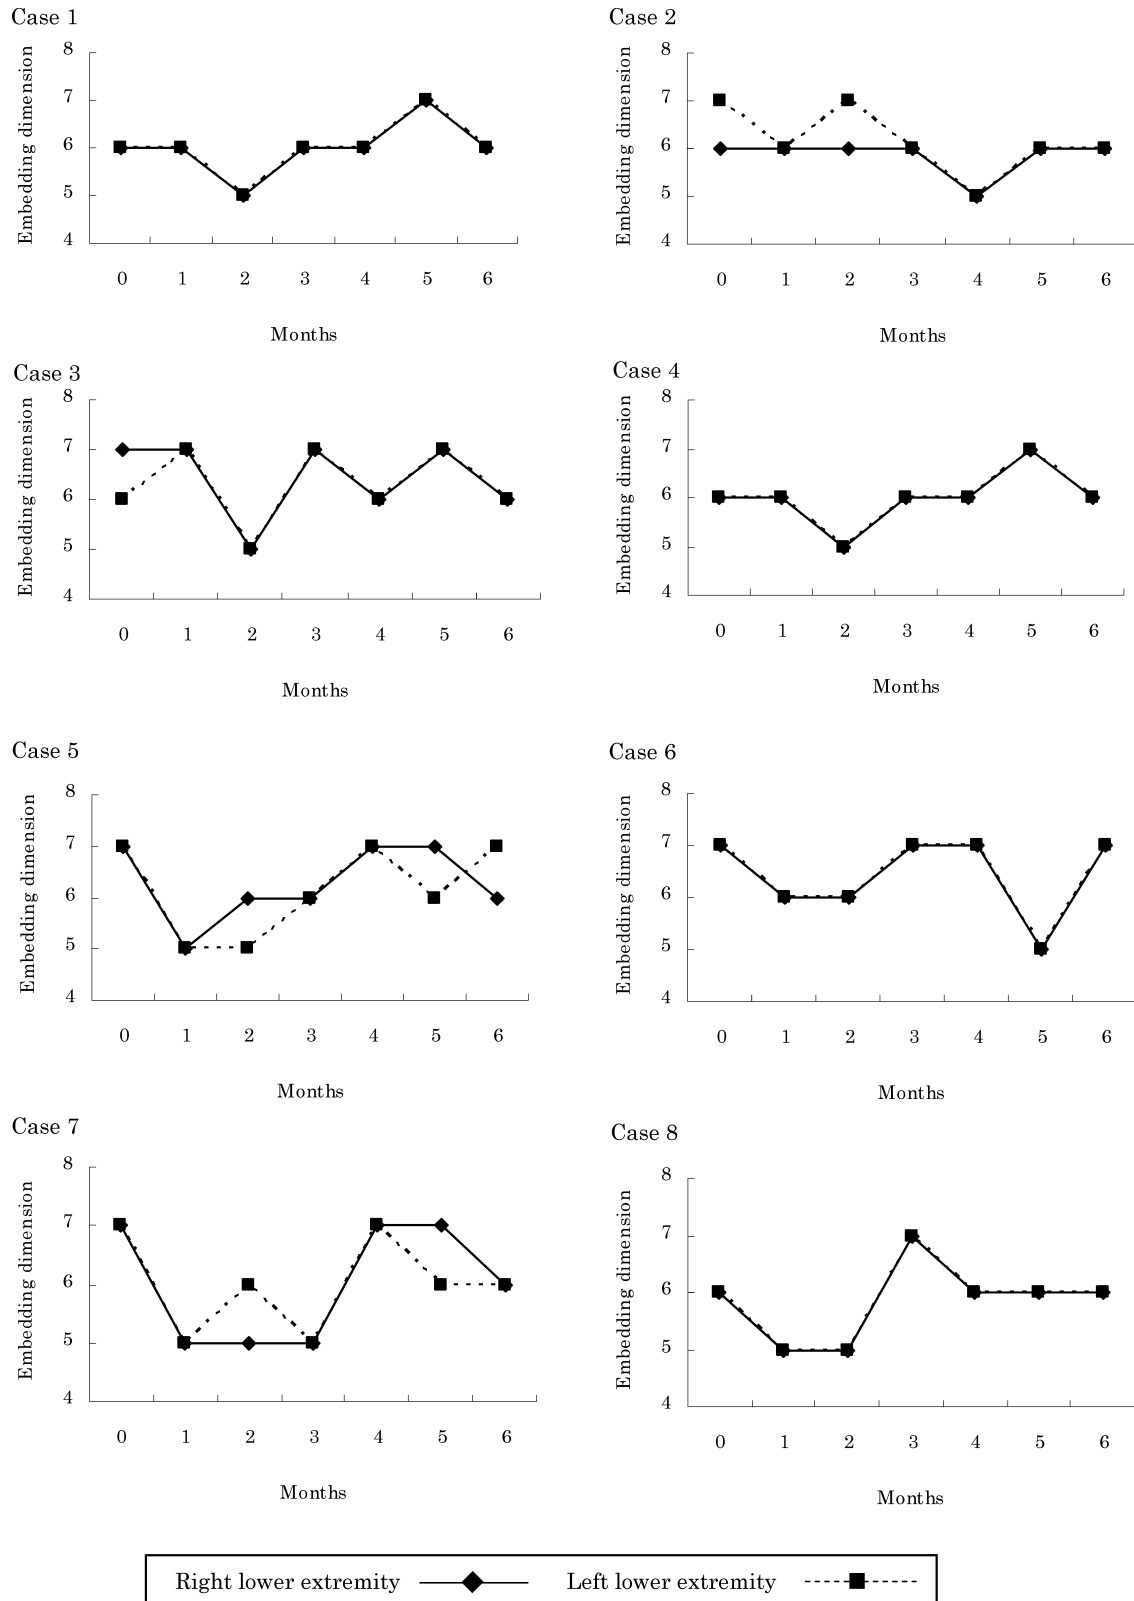 Case 1
Embedding dimension
8
7
6
5
4
0 1 2 3 4 5 6
Months
Case 2
Embedding dimension
8
7
6
5
4
0 1 2 3 4 5 6
Months
Case 3
Embedding dimension
8
7
6
5
4
0 1 2 3 4 5 6
Months
Case 4
Embedding dimension
8
7
6
5
4
0 1 2 3 4 5 6
Months
Case 5
Embedding dimension
8
7
6
5
4
0 1 2 3 4 5 6
Months
Case 6
Embedding dimension
8
7
6
5
4
0 1 2 3 4 5 6
Months
Case 7
Embedding dimension
8
7
6
5
4
0 1 2 3 4 5 6
Months
Case 8
Embedding dimension
8
7
6
5
4
0 1 2 3 4 5 6
Months
Right lower extremity Left lower extremity